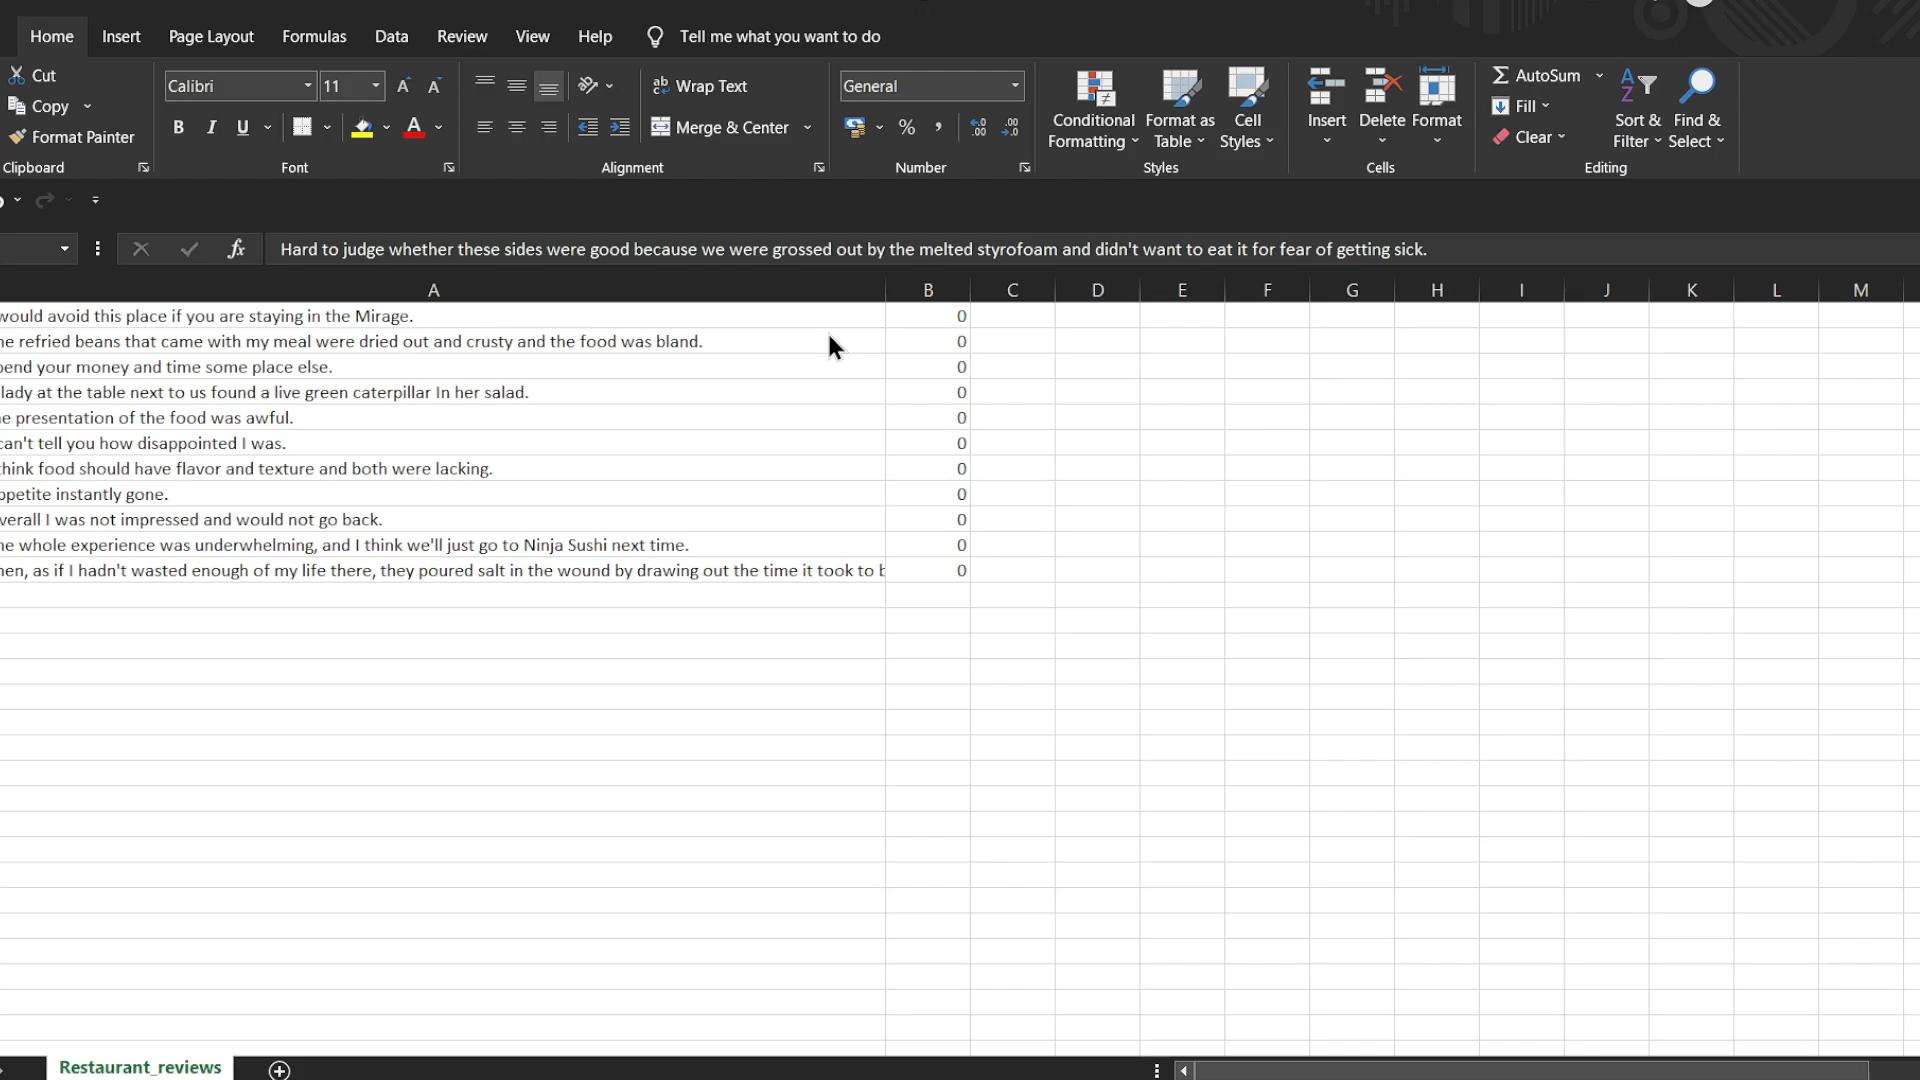 Home Insert Page Layout Formulas Data Review View Help Tell me what you want to do
Cut
Copy
Format Painter
Clipboard
Calibri 11
B I U A
Font
Wrap Text
Merge & Center
Alignment
General
% , .00 .00
Number
Conditional Formatting
Format as Table
Cell Styles
Styles
Insert Delete Format
Cells
AutoSum
Fill
Clear
Sort & Filter
Find & Select
Editing
fx Hard to judge whether these sides were good because we were grossed out by the melted styrofoam and didn't want to eat it for fear of getting sick.
A B C D E F G H I J K L M
would avoid this place if you are staying in the Mirage. 0
he refried beans that came with my meal were dried out and crusty and the food was bland. 0
pend your money and time some place else. 0
lady at the table next to us found a live green caterpillar In her salad. 0
he presentation of the food was awful. 0
can't tell you how disappointed I was. 0
think food should have flavor and texture and both were lacking. 0
ppetite instantly gone. 0
verall I was not impressed and would not go back. 0
he whole experience was underwhelming, and I think we'll just go to Ninja Sushi next time. 0
hen, as if I hadn't wasted enough of my life there, they poured salt in the wound by drawing out the time it took to b 0
Restaurant_reviews